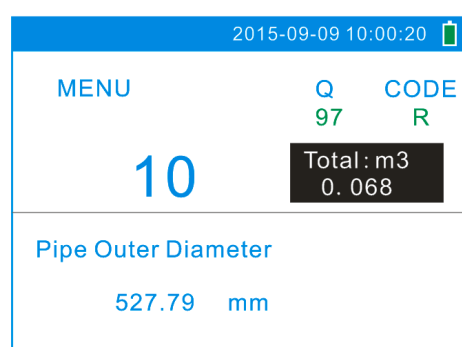 2015-09-09 10:00:20
MENU Q CODE
97 R
10
Total: m3
0. 068
Pipe Outer Diameter
527.79 mm